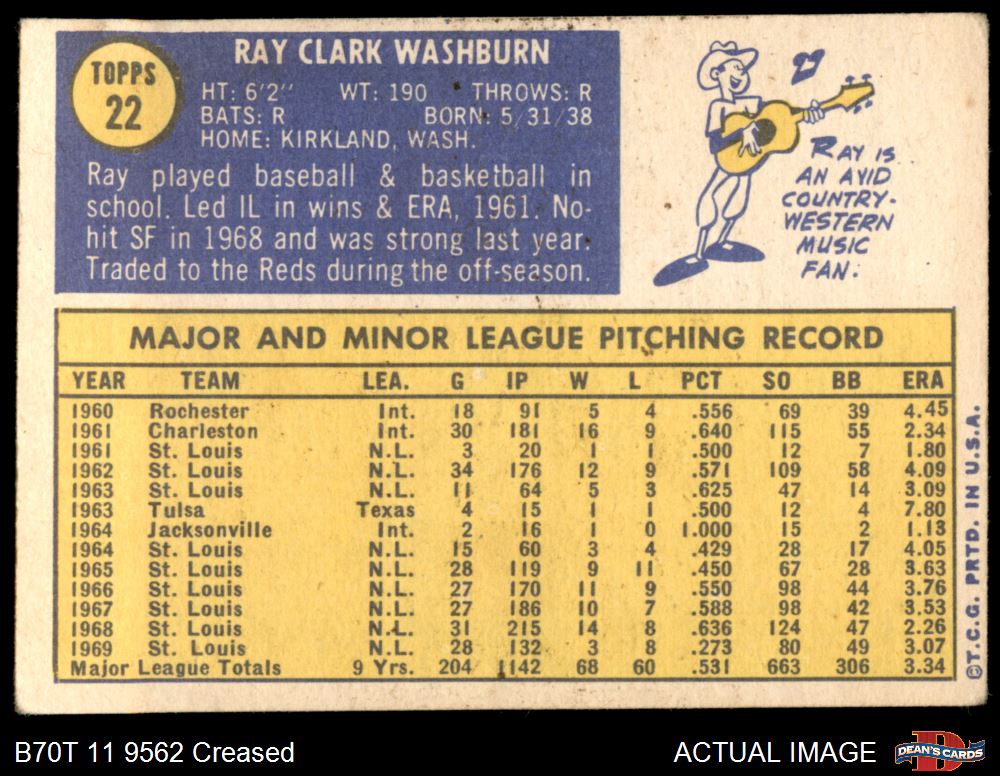 TOPPS
22
RAY CLARK WASHBURN
HT: 6'2" WT: 190 THROWS: R
BATS: R BORN: 5/31/38
HOME: KIRKLAND, WASH.
Ray played baseball & basketball in
school. Led IL in wins & ERA, 1961. No-
hit SF in 1968 and was strong last year.
Traded to the Reds during the off-season.
RAY IS
AN AVID
COUNTRY-
WESTERN
MUSIC
FAN.
MAJOR AND MINOR LEAGUE PITCHING RECORD
YEAR TEAM LEA. G IP W L PCT SO BB ERA
1960 Rochester Int. 18 91 5 4 .556 69 39 4.45
1961 Charleston Int. 30 181 16 9 .640 115 55 2.34
1961 St. Louis N.L. 3 20 1 1 .500 12 7 1.80
1962 St. Louis N.L. 34 176 12 9 .571 109 58 4.09
1963 St. Louis N.L. 11 64 5 3 .625 47 14 3.09
1963 Tulsa Texas 4 15 1 1 .500 12 4 7.80
1964 Jacksonville Int. 2 16 1 0 1.000 15 2 1.13
1964 St. Louis N.L. 15 60 3 4 .429 28 17 4.05
1965 St. Louis N.L. 28 119 9 11 .450 67 28 3.63
1966 St. Louis N.L. 27 170 11 9 .550 98 44 3.76
1967 St. Louis N.L. 27 186 10 7 .588 98 42 3.53
1968 St. Louis N.L. 31 215 14 8 .636 124 47 2.26
1969 St. Louis N.L. 28 132 3 8 .273 80 49 3.07
Major League Totals 9 Yrs. 204 1142 68 60 .531 663 306 3.34
©T.C.G. PRTD. IN U.S.A.
B70T 11 9562 Creased
ACTUAL IMAGE
DEAN'S CARDS